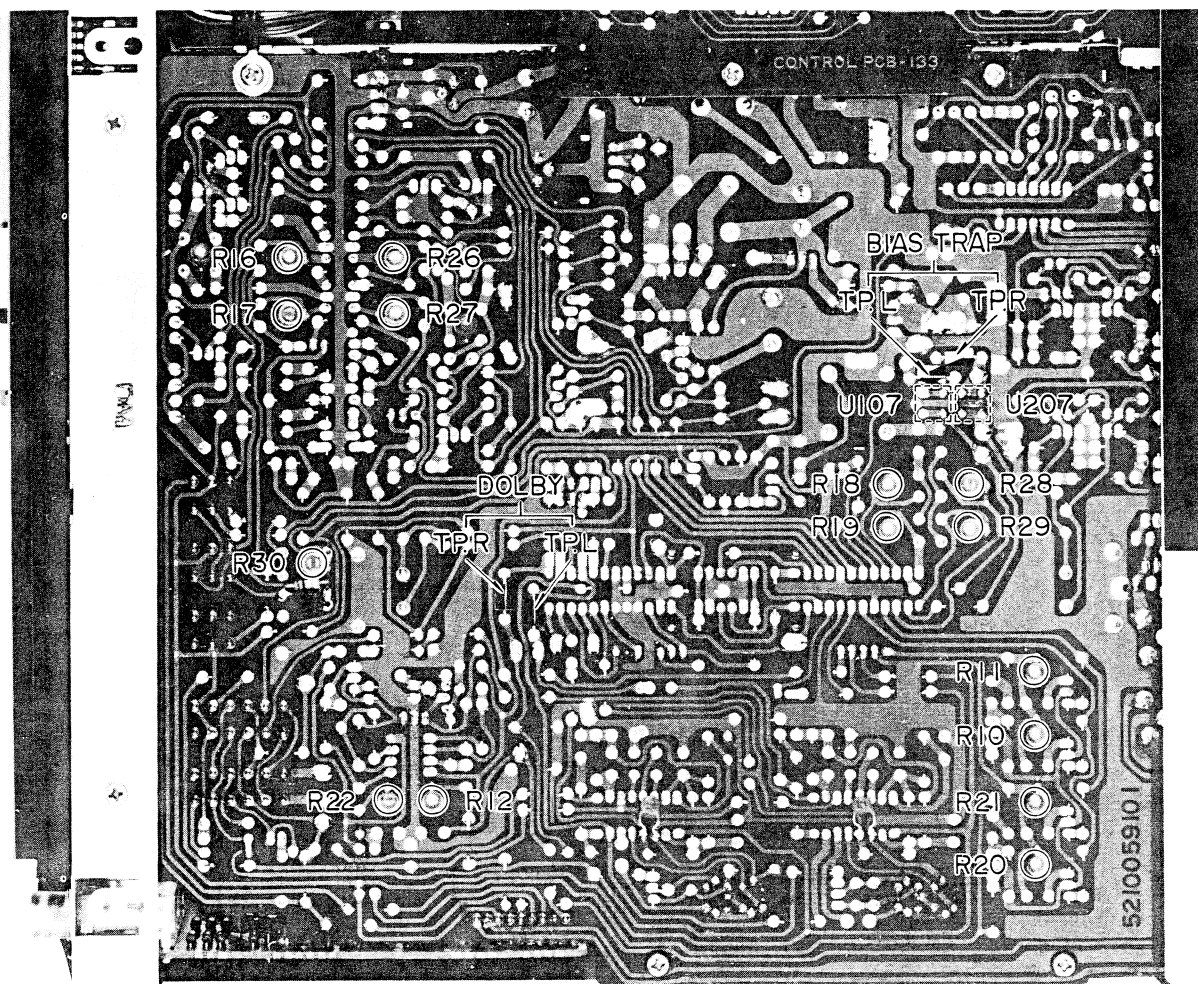 CONTROL PCB-133
BIAS TRAP
R16 R26
R17 R27
TP.L TP.R
U107 U207
DOLBY
R18 R28
TP.R TP.L
R19 R29
R30
R11
R10
R22 R12
R21
R20
5210059101